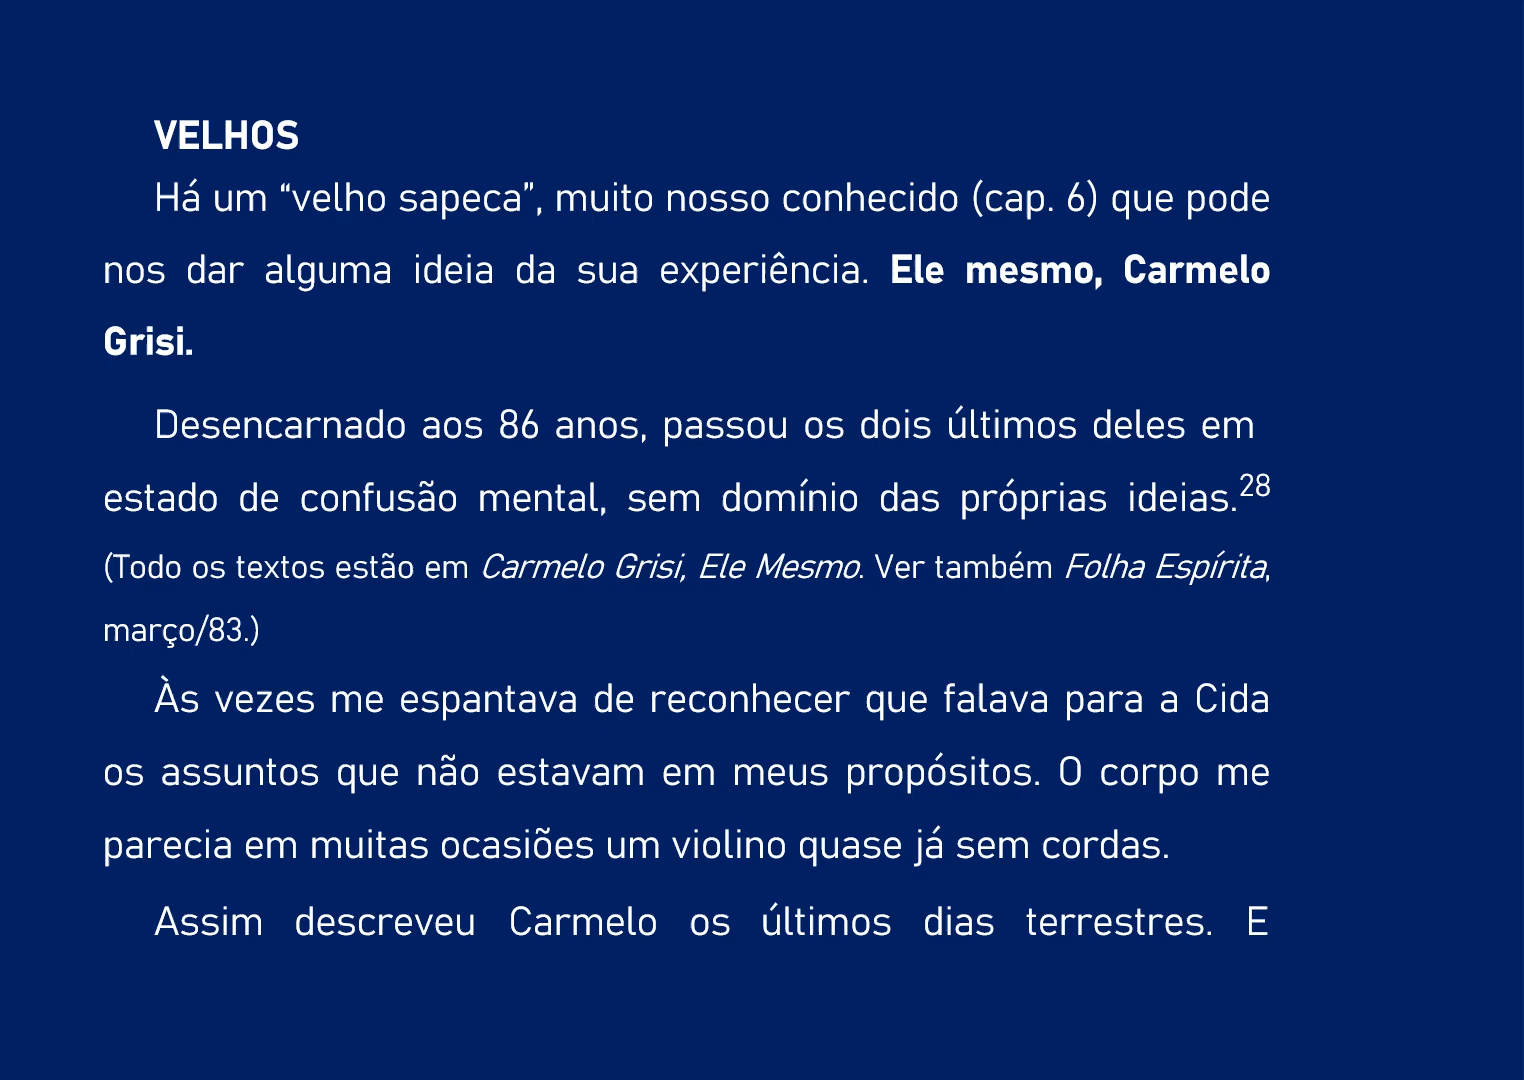 VELHOS
Há um “velho sapeca”, muito nosso conhecido (cap. 6) que pode
nos dar alguma ideia da sua experiência. Ele mesmo, Carmelo
Grisi.
Desencarnado aos 86 anos, passou os dois últimos deles em
estado de confusão mental, sem domínio das próprias ideias.28
(Todo os textos estão em Carmelo Grisi, Ele Mesmo. Ver também Folha Espírita,
março/83.)
Às vezes me espantava de reconhecer que falava para a Cida
os assuntos que não estavam em meus propósitos. O corpo me
parecia em muitas ocasiões um violino quase já sem cordas.
Assim descreveu Carmelo os últimos dias terrestres. E